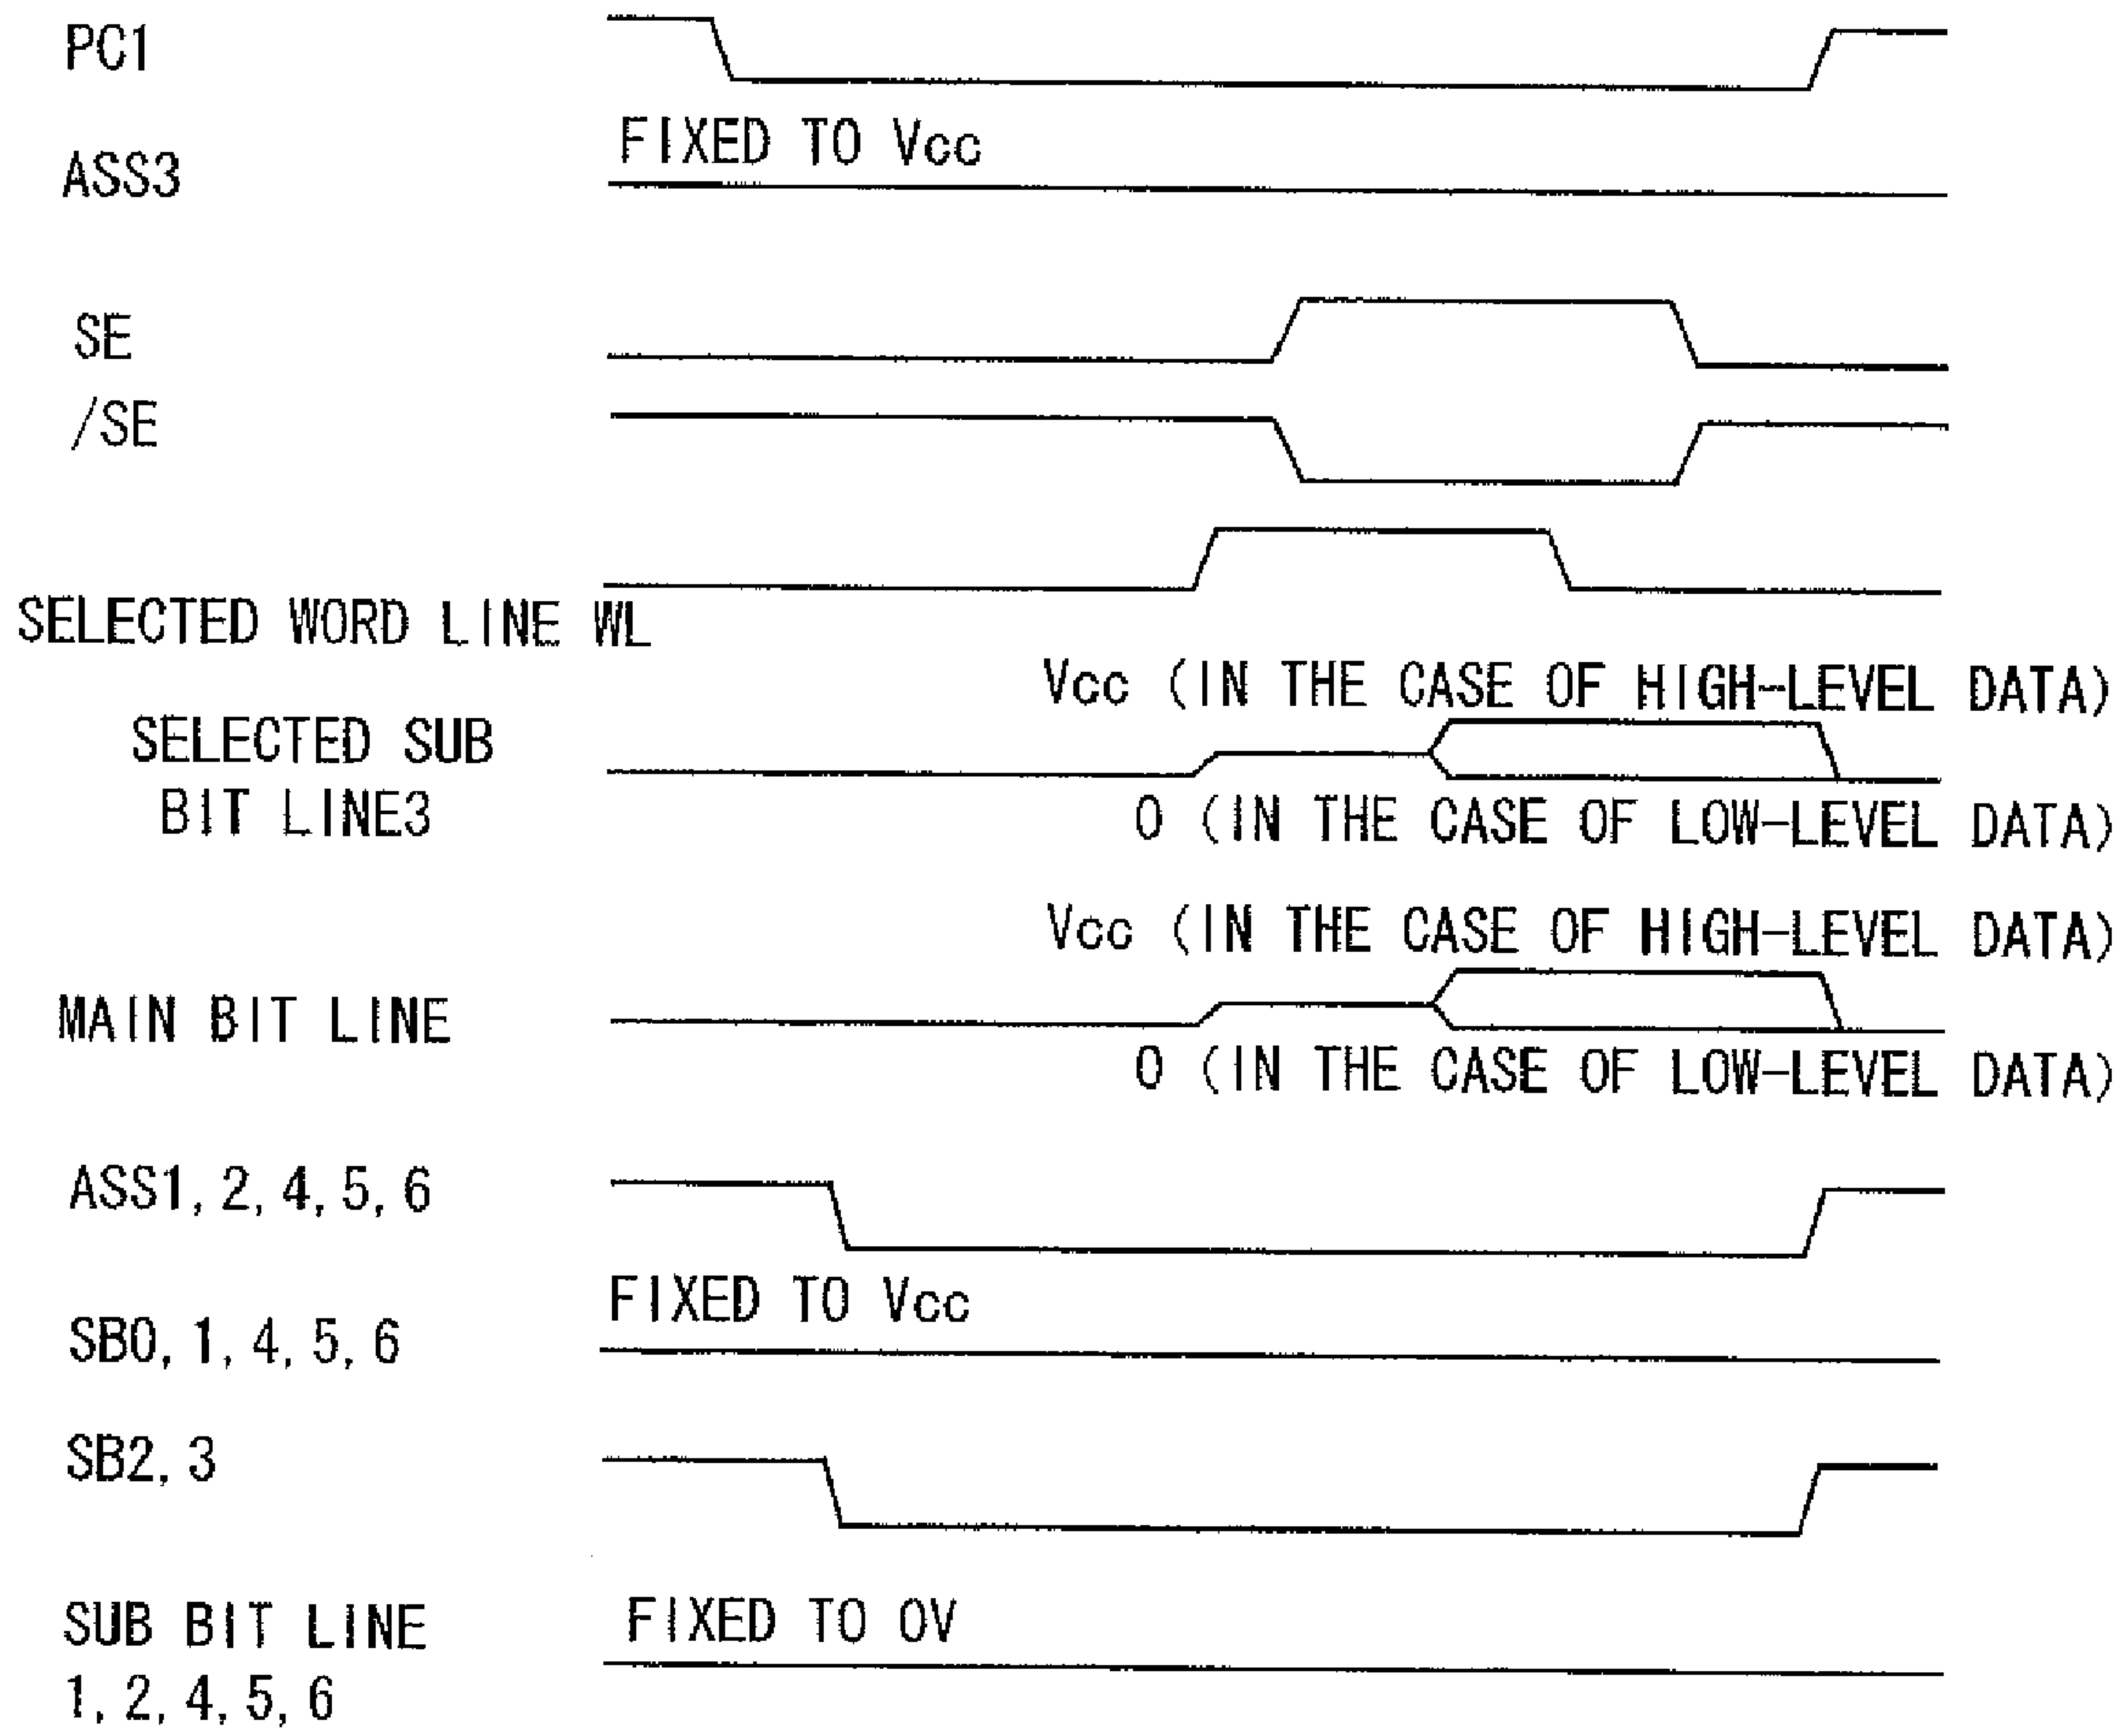 PC1
FIXED TO Vcc
ASS3
SE
/SE
SELECTED WORD LINE WL
Vcc (IN THE CASE OF HIGH-LEVEL DATA)
SELECTED SUB
BIT LINE3
0 (IN THE CASE OF LOW-LEVEL DATA)
Vcc (IN THE CASE OF HIGH-LEVEL DATA)
MAIN BIT LINE
0 (IN THE CASE OF LOW-LEVEL DATA)
ASS1, 2, 4, 5, 6
FIXED TO Vcc
SB0, 1, 4, 5, 6
SB2, 3
SUB BIT LINE
1, 2, 4, 5, 6
FIXED TO 0V